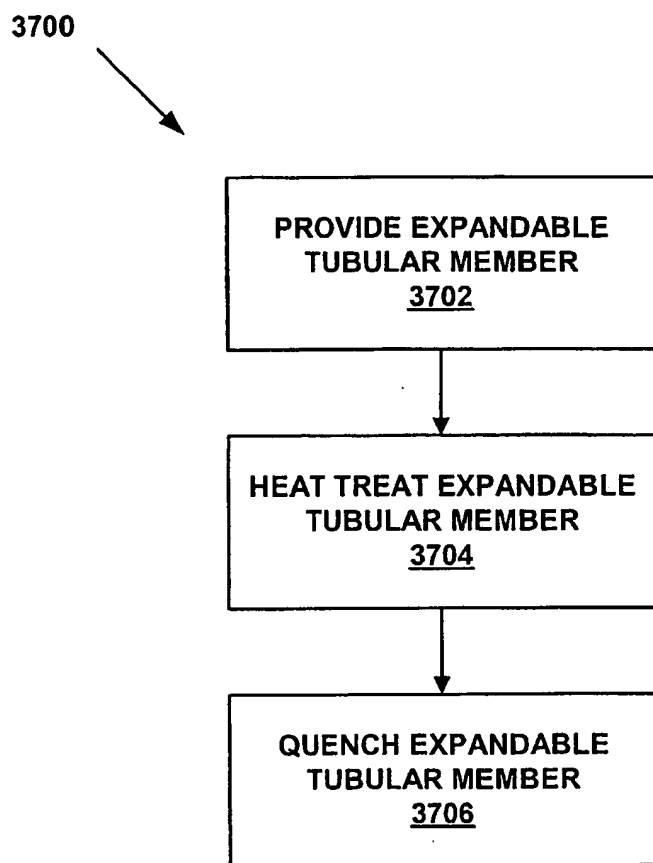 3700
PROVIDE EXPANDABLE
TUBULAR MEMBER
3702
HEAT TREAT EXPANDABLE
TUBULAR MEMBER
3704
QUENCH EXPANDABLE
TUBULAR MEMBER
3706